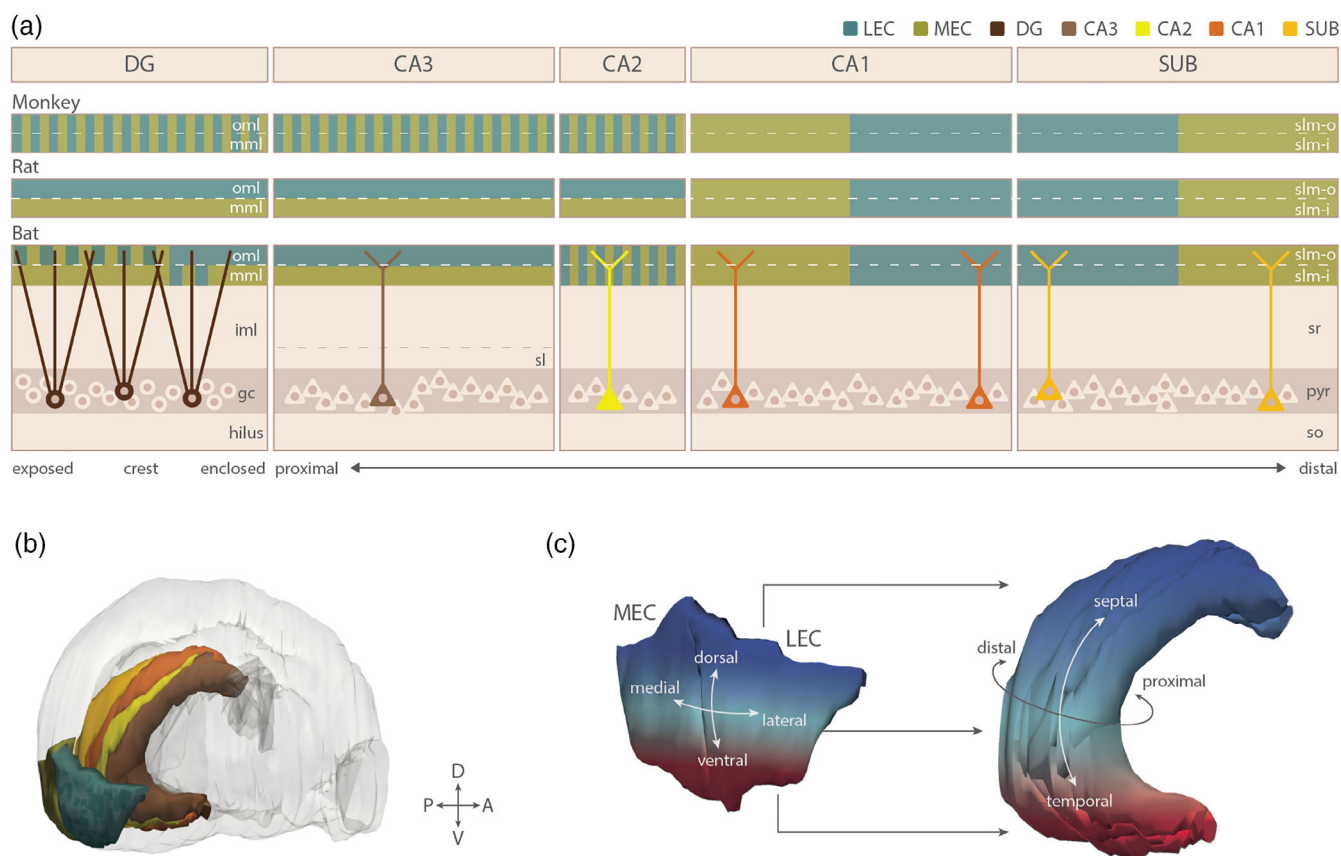 (a)
LEC MEC DG CA3 CA2 CA1 SUB
DG CA3 CA2 CA1 SUB
Monkey
oml slm-o
mml slm-i
Rat
oml slm-o
mml slm-i
Bat
oml slm-o
mml slm-i
iml sr
sl
gc pyr
hilus so
exposed crest enclosed proximal distal
(b)
D
P A
V
(c)
MEC
LEC
dorsal
medial
lateral
ventral
septal
distal
proximal
temporal